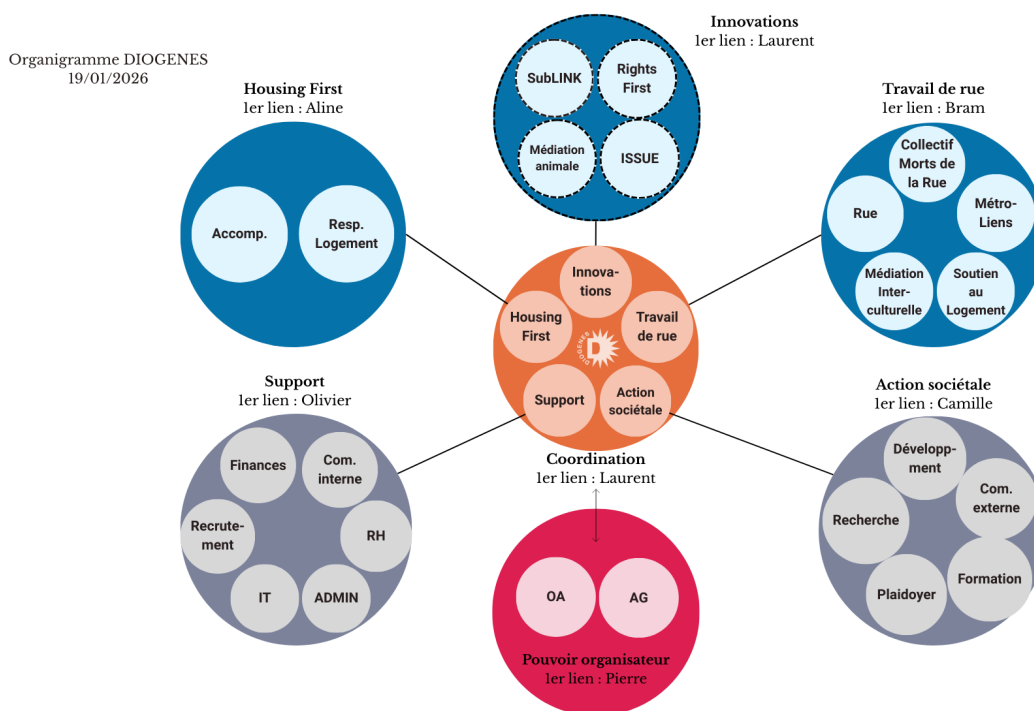 Organigramme DIOGENES
19/01/2026
Innovations
1er lien : Laurent
SubLINK
Rights
First
Médiation
animale
ISSUE
Housing First
1er lien : Aline
Accomp.
Resp.
Logement
Travail de rue
1er lien : Bram
Collectif
Morts de
la Rue
Rue
Métro-
Liens
Médiation
Inter-
culturelle
Soutien
au
Logement
Innova-
tions
Housing
First
Travail
de rue
DIOGENES
D
Support
Action
sociétale
Coordination
1er lien : Laurent
Support
1er lien : Olivier
Finances
Com.
interne
Recrute-
ment
RH
IT
ADMIN
Action sociétale
1er lien : Camille
Développ-
ment
Com.
externe
Recherche
Formation
Plaidoyer
OA
AG
Pouvoir organisateur
1er lien : Pierre